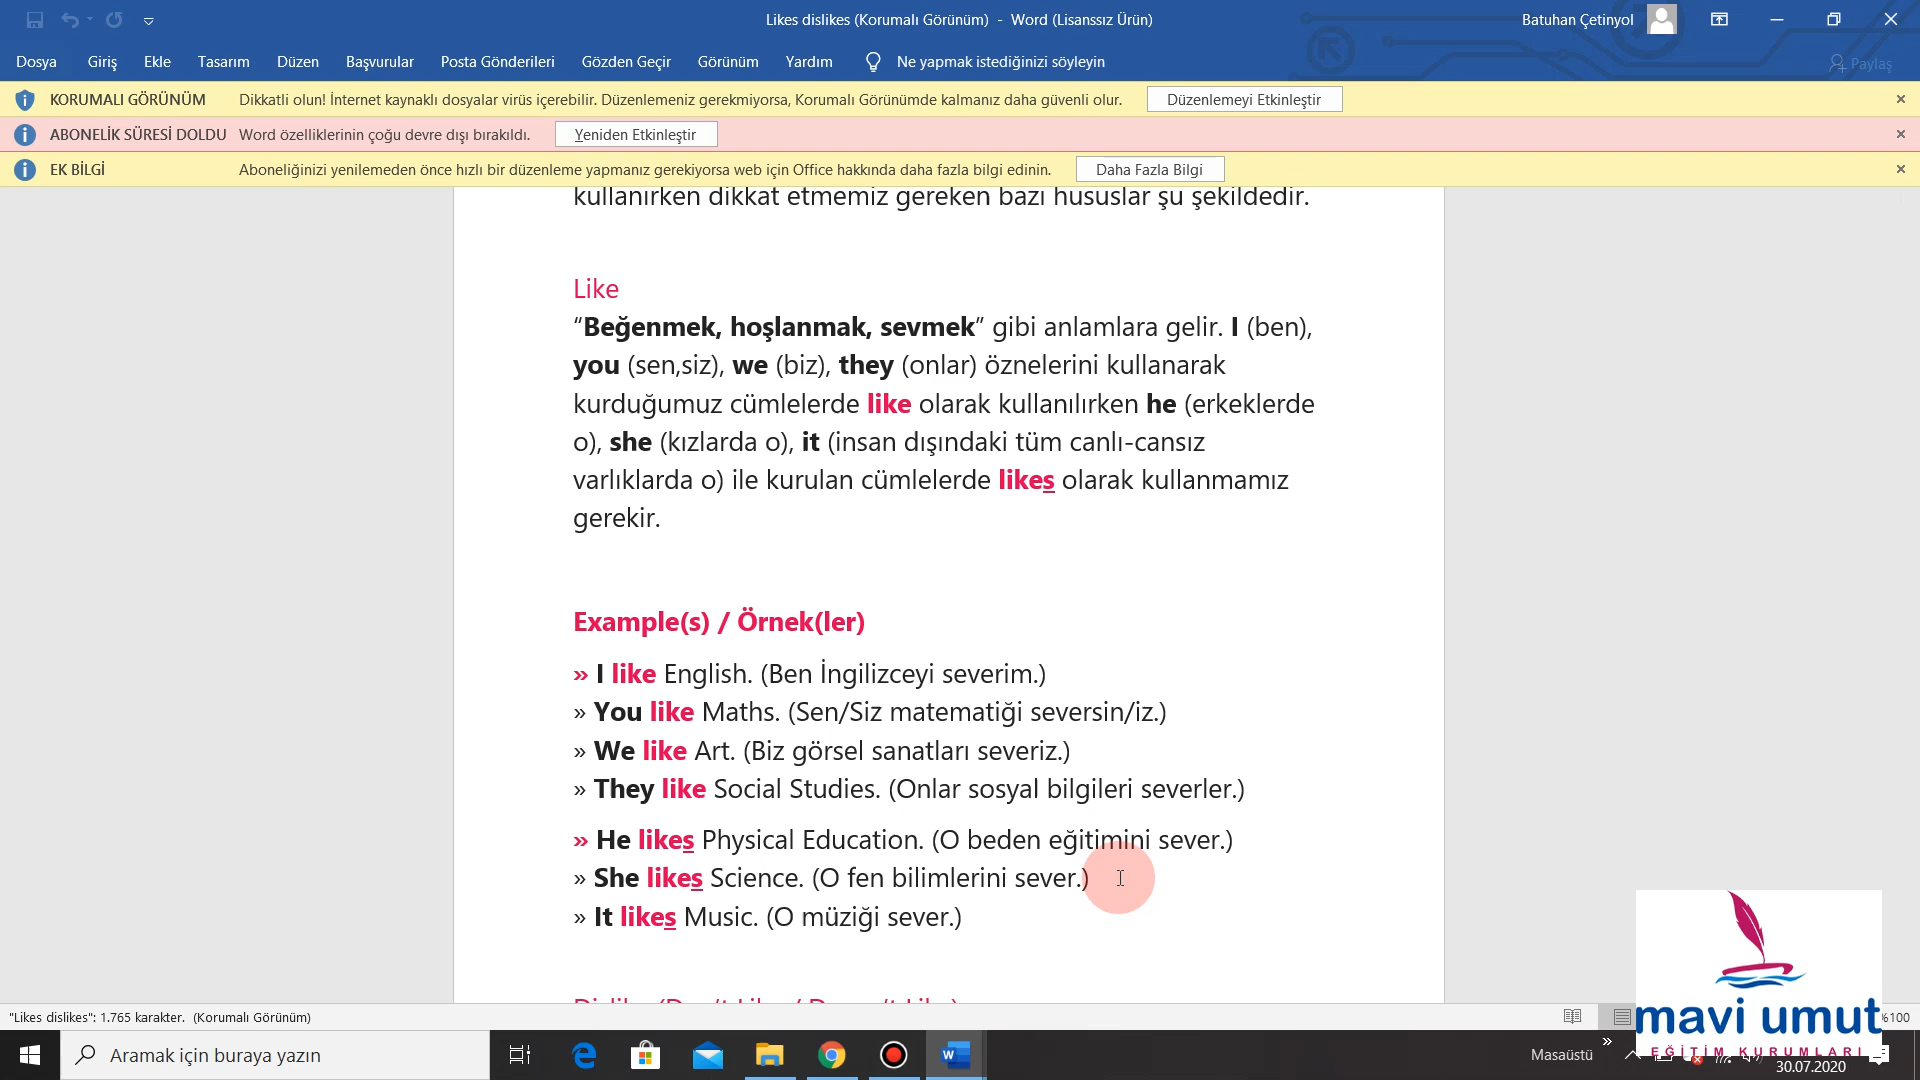 Likes dislikes (Korumalı Görünüm) - Word (Lisanssız Ürün)
Batuhan Çetinyol
Dosya Giriş Ekle Tasarım Düzen Başvurular Posta Gönderileri Gözden Geçir Görünüm Yardım Ne yapmak istediğinizi söyleyin
Paylaş
KORUMALI GÖRÜNÜM Dikkatli olun! İnternet kaynaklı dosyalar virüs içerebilir. Düzenlemeniz gerekmiyorsa, Korumalı Görünümde kalmanız daha güvenli olur. Düzenlemeyi Etkinleştir
ABONELİK SÜRESİ DOLDU Word özelliklerinin çoğu devre dışı bırakıldı. Yeniden Etkinleştir
EK BİLGİ Aboneliğinizi yenilemeden önce hızlı bir düzenleme yapmanız gerekiyorsa web için Office hakkında daha fazla bilgi edinin. Daha Fazla Bilgi
kullanırken dikkat etmemiz gereken bazı hususlar şu şekildedir.
Like
“Beğenmek, hoşlanmak, sevmek” gibi anlamlara gelir. I (ben),
you (sen,siz), we (biz), they (onlar) öznelerini kullanarak
kurduğumuz cümlelerde like olarak kullanılırken he (erkeklerde
o), she (kızlarda o), it (insan dışındaki tüm canlı-cansız
varlıklarda o) ile kurulan cümlelerde likes olarak kullanmamız
gerekir.
Example(s) / Örnek(ler)
» I like English. (Ben İngilizceyi severim.)
» You like Maths. (Sen/Siz matematiği seversin/iz.)
» We like Art. (Biz görsel sanatları severiz.)
» They like Social Studies. (Onlar sosyal bilgileri severler.)
» He likes Physical Education. (O beden eğitimini sever.)
» She likes Science. (O fen bilimlerini sever.)
» It likes Music. (O müziği sever.)
"Likes dislikes": 1.765 karakter. (Korumalı Görünüm)
%100
mavi umut
EĞİTİM KURUMLARI
Aramak için buraya yazın
Masaüstü
30.07.2020